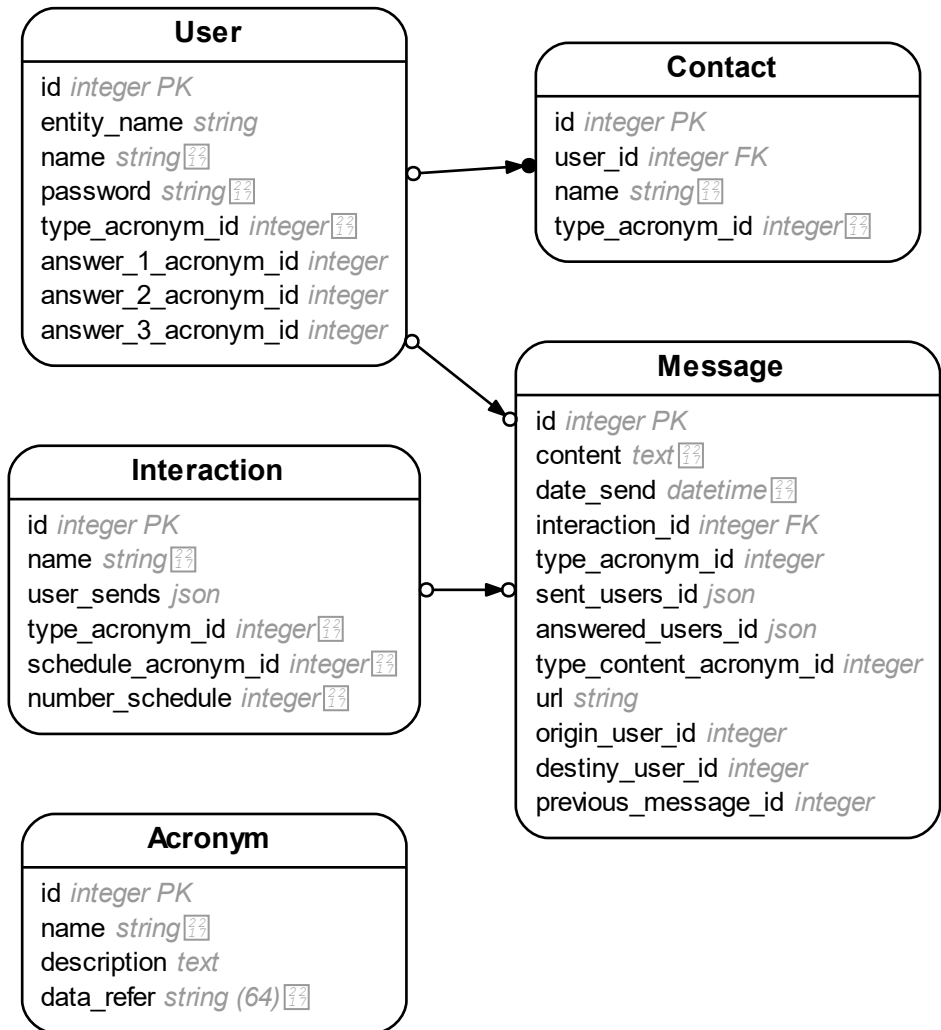 User
id integer PK
entity_name string
name string∗
password string∗
type_acronym_id integer∗
answer_1_acronym_id integer
answer_2_acronym_id integer
answer_3_acronym_id integer
Contact
id integer PK
user_id integer FK
name string∗
type_acronym_id integer∗
Message
id integer PK
content text∗
date_send datetime∗
interaction_id integer FK
type_acronym_id integer
sent_users_id json
answered_users_id json
type_content_acronym_id integer
url string
origin_user_id integer
destiny_user_id integer
previous_message_id integer
Interaction
id integer PK
name string∗
user_sends json
type_acronym_id integer∗
schedule_acronym_id integer∗
number_schedule integer∗
Acronym
id integer PK
name string∗
description text
data_refer string (64)∗